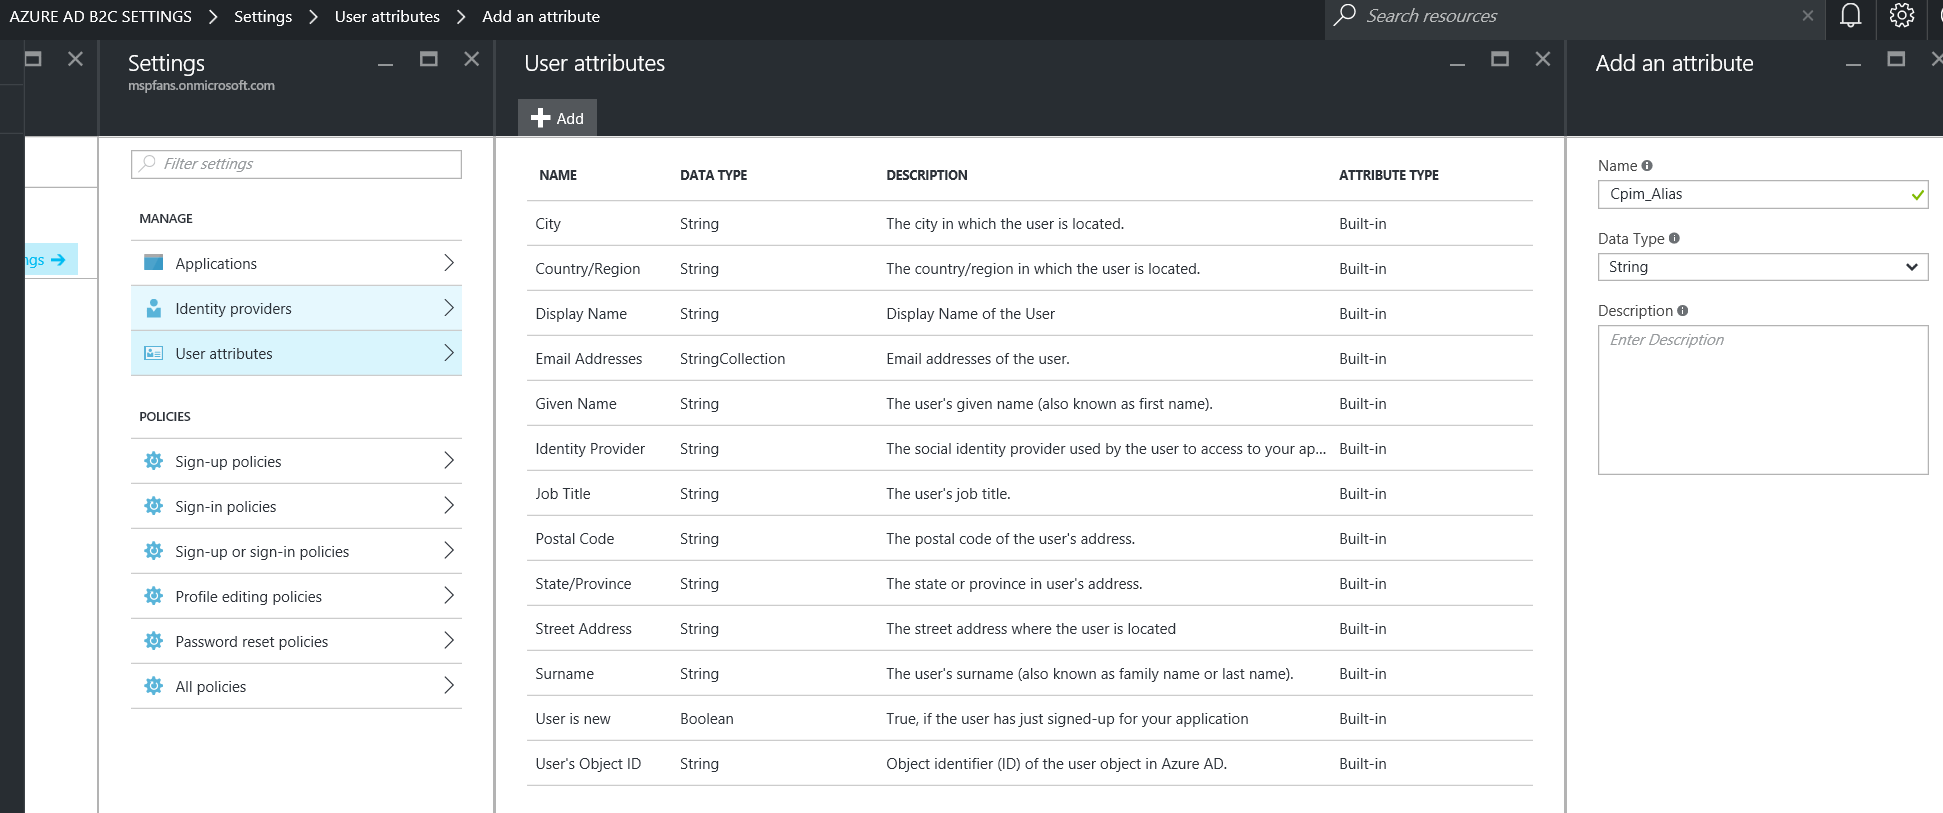 AZURE AD B2C SETTINGS > Settings > User attributes > Add an attribute
Search resources
Settings
mspfans.onmicrosoft.com
ngs
Filter settings
MANAGE
Applications
Identity providers
User attributes
POLICIES
Sign-up policies
Sign-in policies
Sign-up or sign-in policies
Profile editing policies
Password reset policies
All policies
User attributes
Add
NAME DATA TYPE DESCRIPTION ATTRIBUTE TYPE
City String The city in which the user is located. Built-in
Country/Region String The country/region in which the user is located. Built-in
Display Name String Display Name of the User Built-in
Email Addresses StringCollection Email addresses of the user. Built-in
Given Name String The user's given name (also known as first name). Built-in
Identity Provider String The social identity provider used by the user to access to your ap... Built-in
Job Title String The user's job title. Built-in
Postal Code String The postal code of the user's address. Built-in
State/Province String The state or province in user's address. Built-in
Street Address String The street address where the user is located Built-in
Surname String The user's surname (also known as family name or last name). Built-in
User is new Boolean True, if the user has just signed-up for your application Built-in
User's Object ID String Object identifier (ID) of the user object in Azure AD. Built-in
Add an attribute
Name
Cpim_Alias
Data Type
String
Description
Enter Description